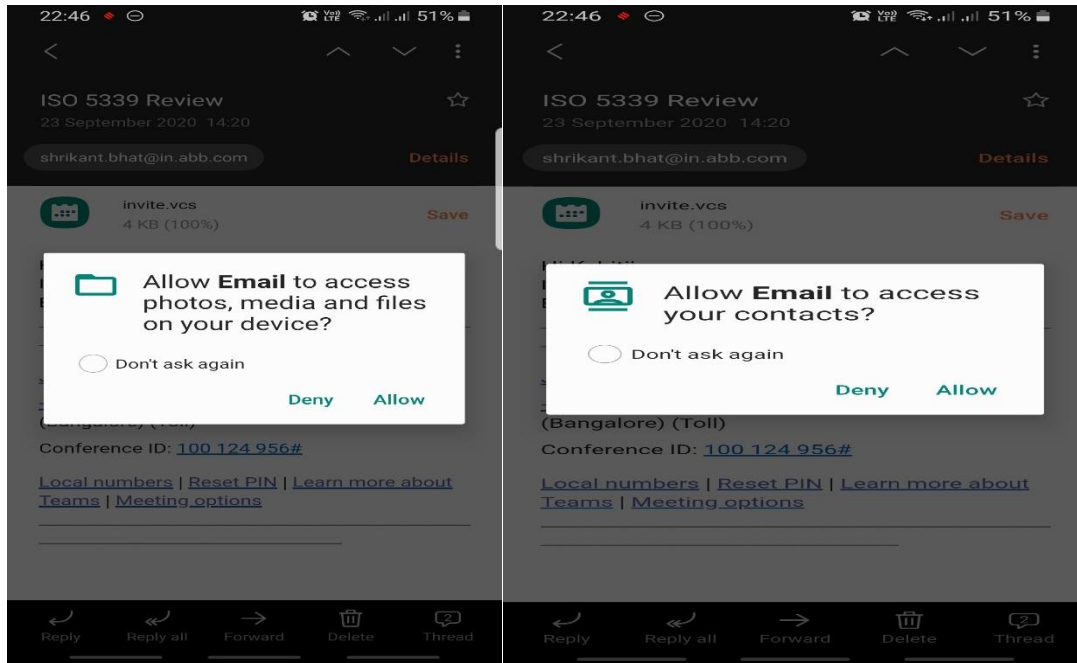 22:46 51%
ISO 5339 Review
23 September 2020 14:20
shrikant.bhat@in.abb.com Details
invite.vcs
4 KB (100%)
Save
Allow Email to access
photos, media and files
on your device?
Don't ask again
Deny Allow
(Bangalore) (Toll)
Conference ID: 100 124 956#
Local numbers | Reset PIN | Learn more about
Teams | Meeting options
Reply Reply all Forward Delete Thread
22:46 51%
ISO 5339 Review
23 September 2020 14:20
shrikant.bhat@in.abb.com Details
invite.vcs
4 KB (100%)
Save
Allow Email to access
your contacts?
Don't ask again
Deny Allow
(Bangalore) (Toll)
Conference ID: 100 124 956#
Local numbers | Reset PIN | Learn more about
Teams | Meeting options
Reply Reply all Forward Delete Thread